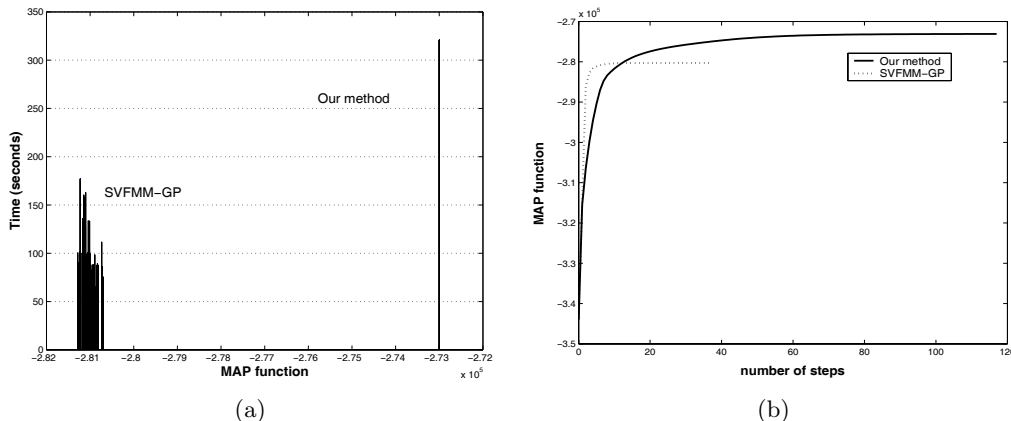 350
300
250
200
150
100
50
0
Time (seconds)
Our method
SVFMM-GP
−2.82 −2.81 −2.8 −2.79 −2.78 −2.77 −2.76 −2.75 −2.74 −2.73 −2.72
MAP function
x 10^5
(a)
x 10^5
−2.7
−2.8
−2.9
−3
−3.1
−3.2
−3.3
−3.4
−3.5
MAP function
Our method
SVFMM-GP
0 20 40 60 80 100 120
number of steps
(b)